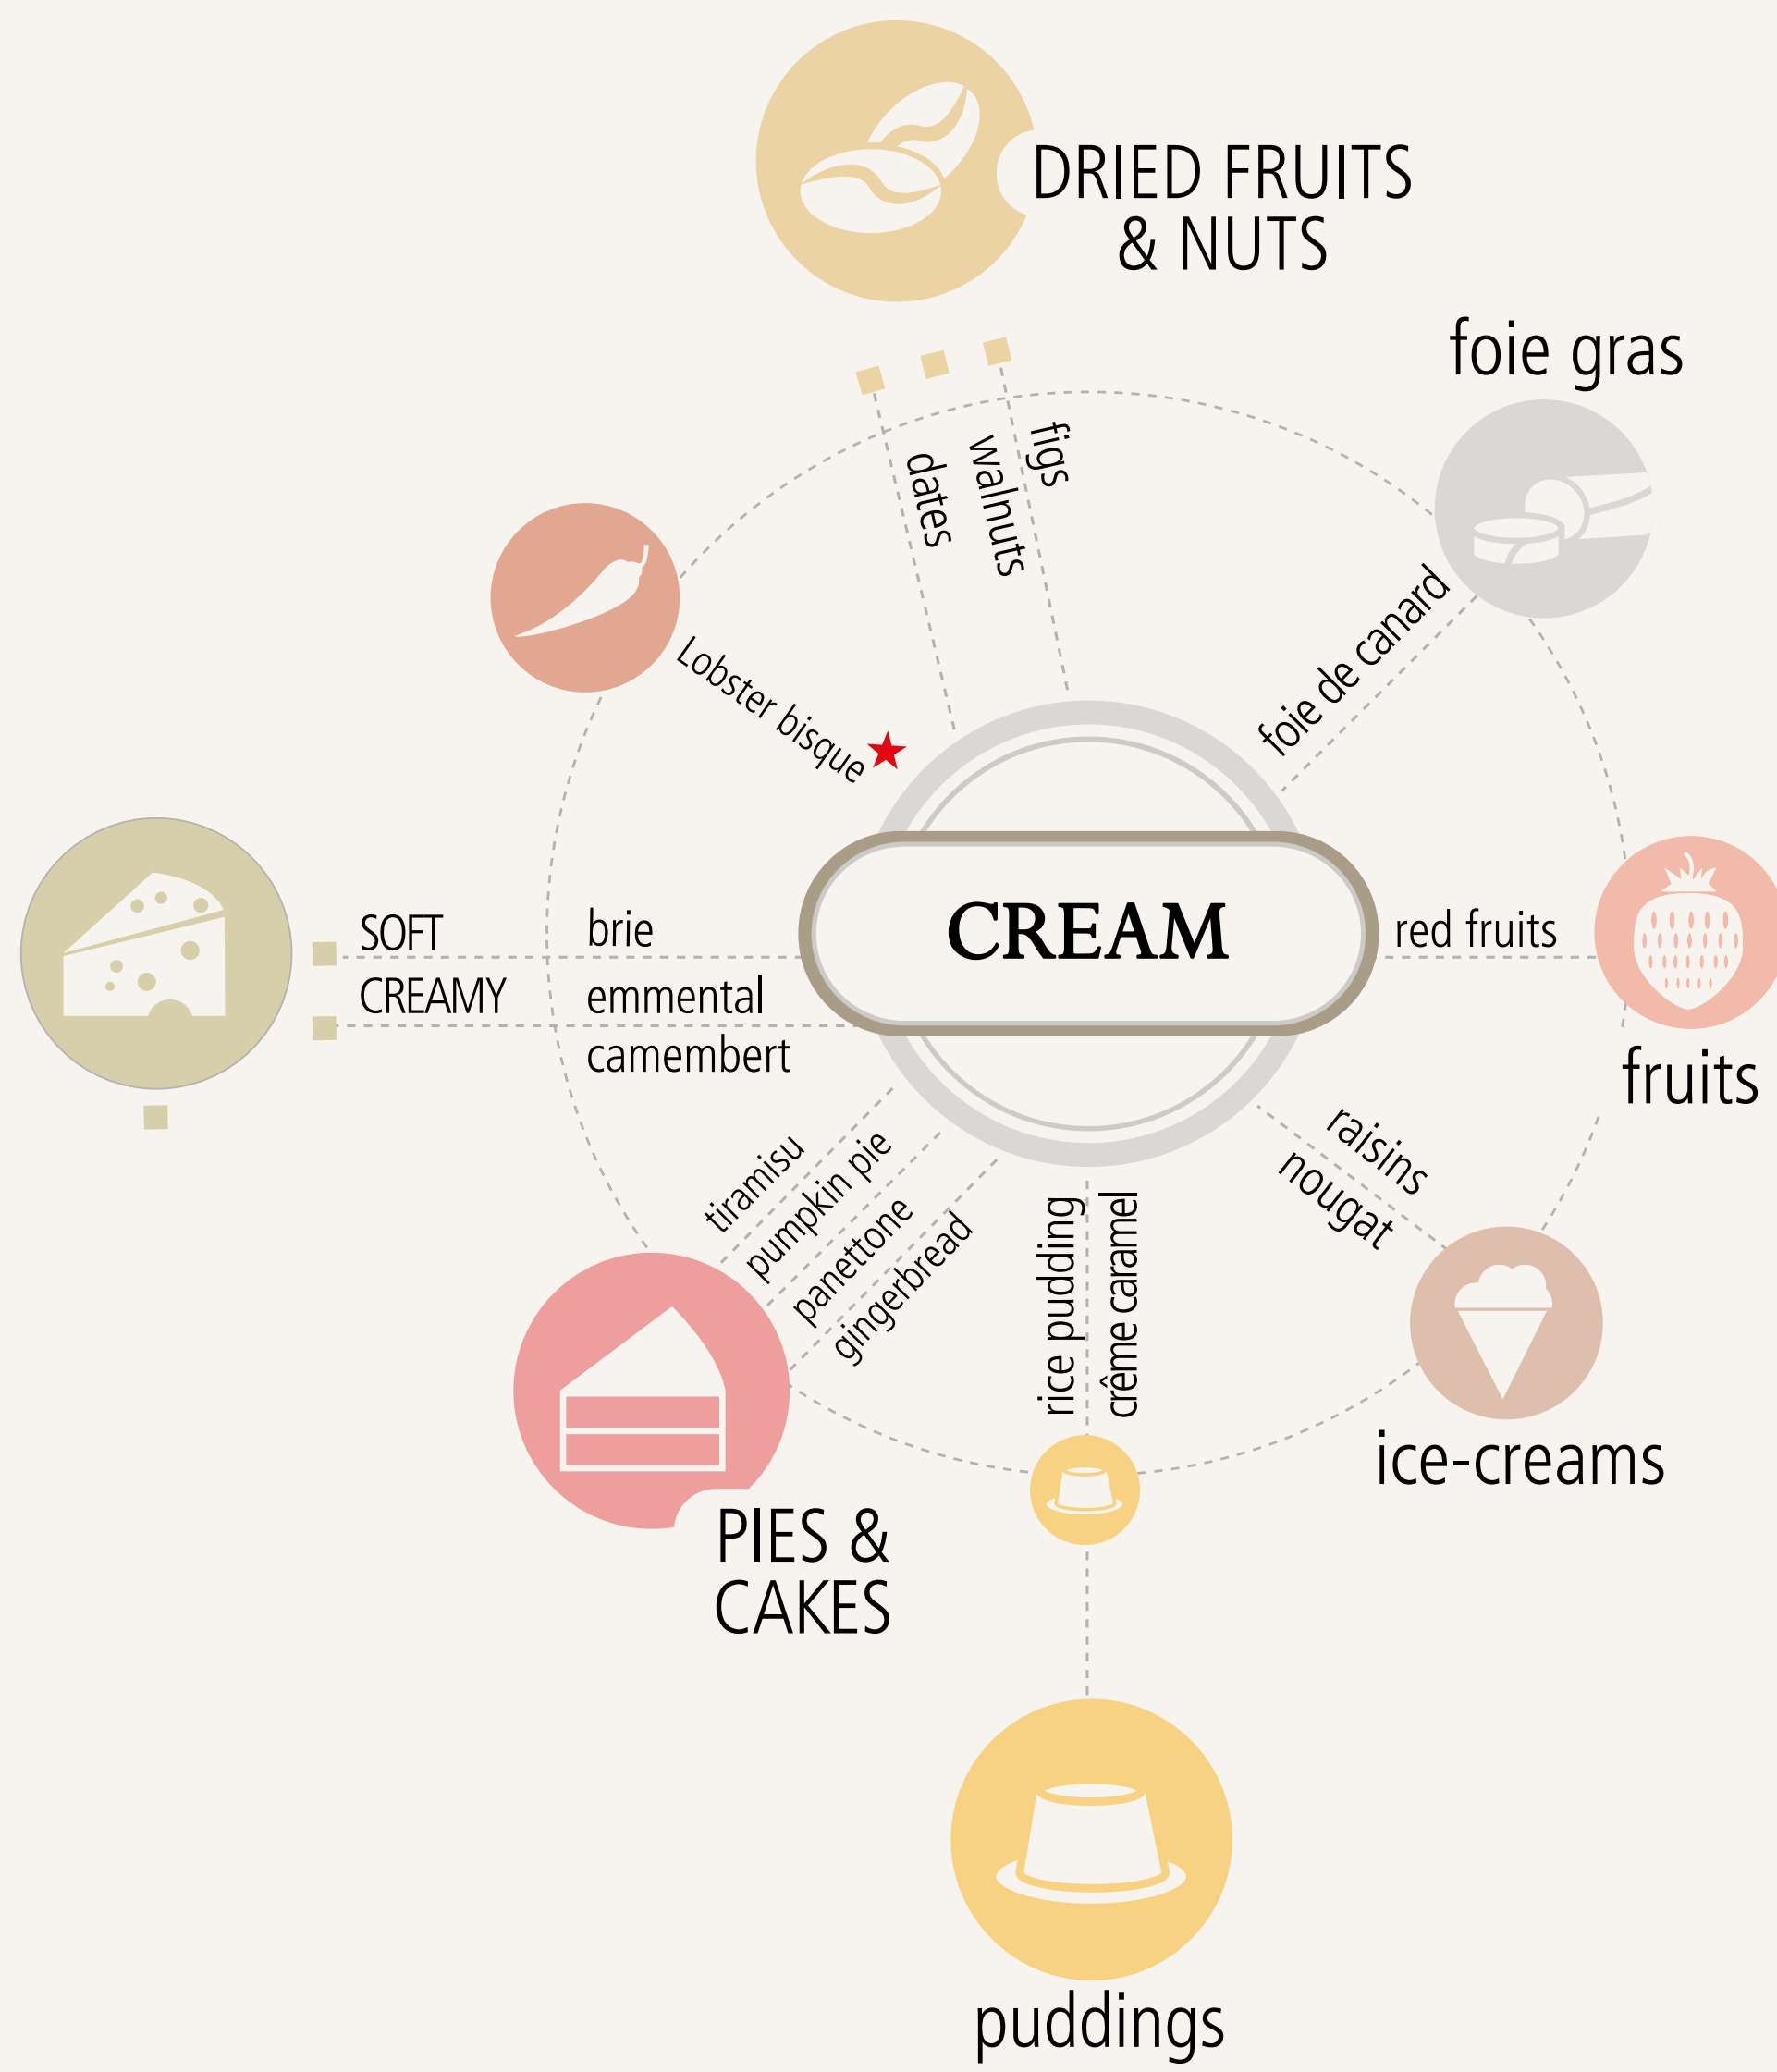 DRIED FRUITS
& NUTS
foie gras
figs
walnuts
dates
foie de canard
Lobster bisque
CREAM
SOFT
brie
CREAMY
emmental
camembert
red fruits
fruits
raisins
nougat
tiramisu
pumpkin pie
panettone
gingerbread
rice pudding
crême caramel
ice-creams
PIES &
CAKES
puddings